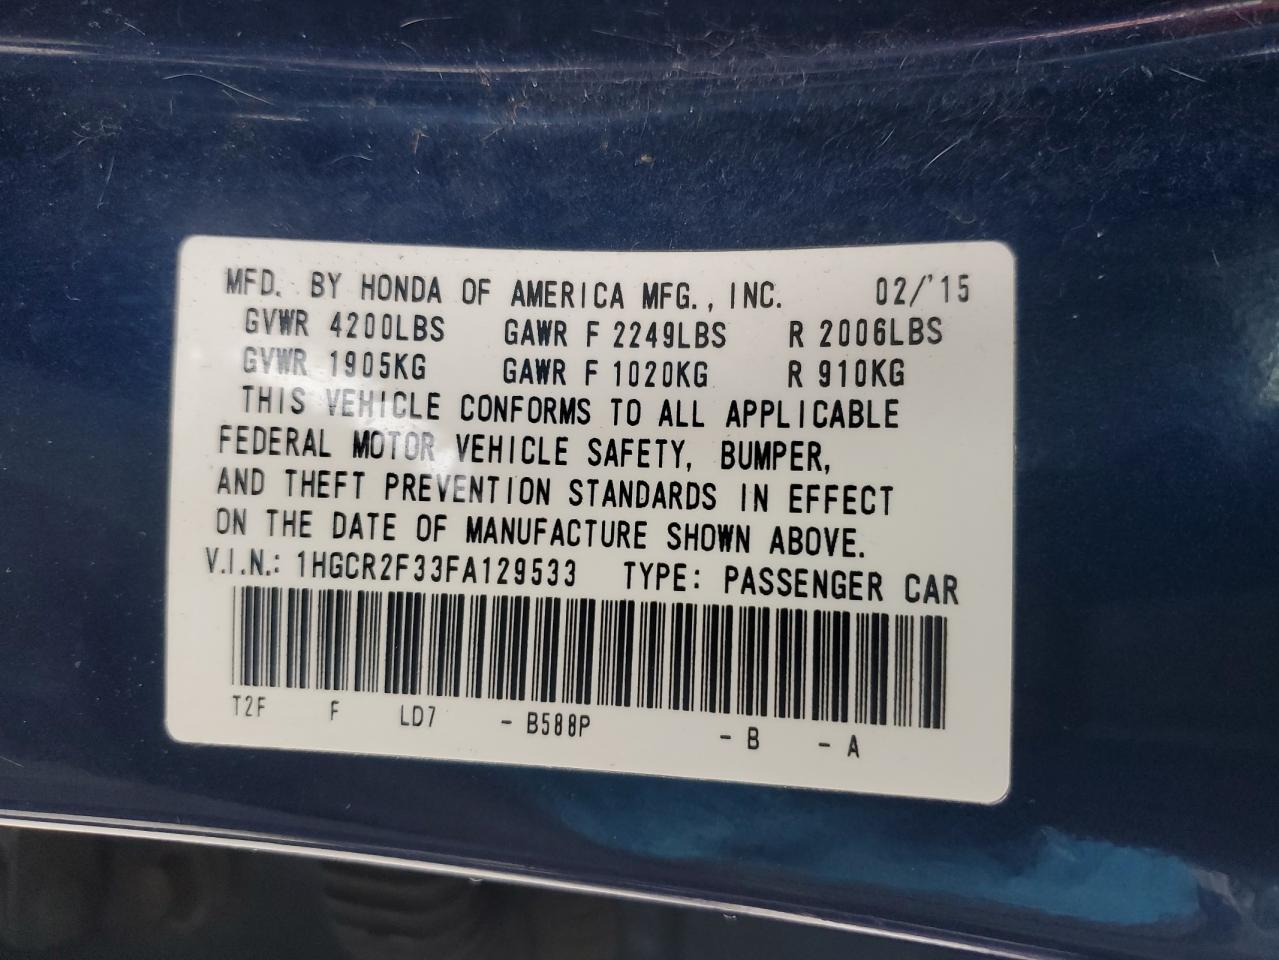 MFD. BY HONDA OF AMERICA MFG., INC. 02/'15
GVWR 4200LBS GAWR F 2249LBS R 2006LBS
GVWR 1905KG GAWR F 1020KG R 910KG
THIS VEHICLE CONFORMS TO ALL APPLICABLE
FEDERAL MOTOR VEHICLE SAFETY, BUMPER,
AND THEFT PREVENTION STANDARDS IN EFFECT
ON THE DATE OF MANUFACTURE SHOWN ABOVE.
V.I.N.: 1HGCR2F33FA129533 TYPE: PASSENGER CAR
T2F F LD7 - B588P - B - A